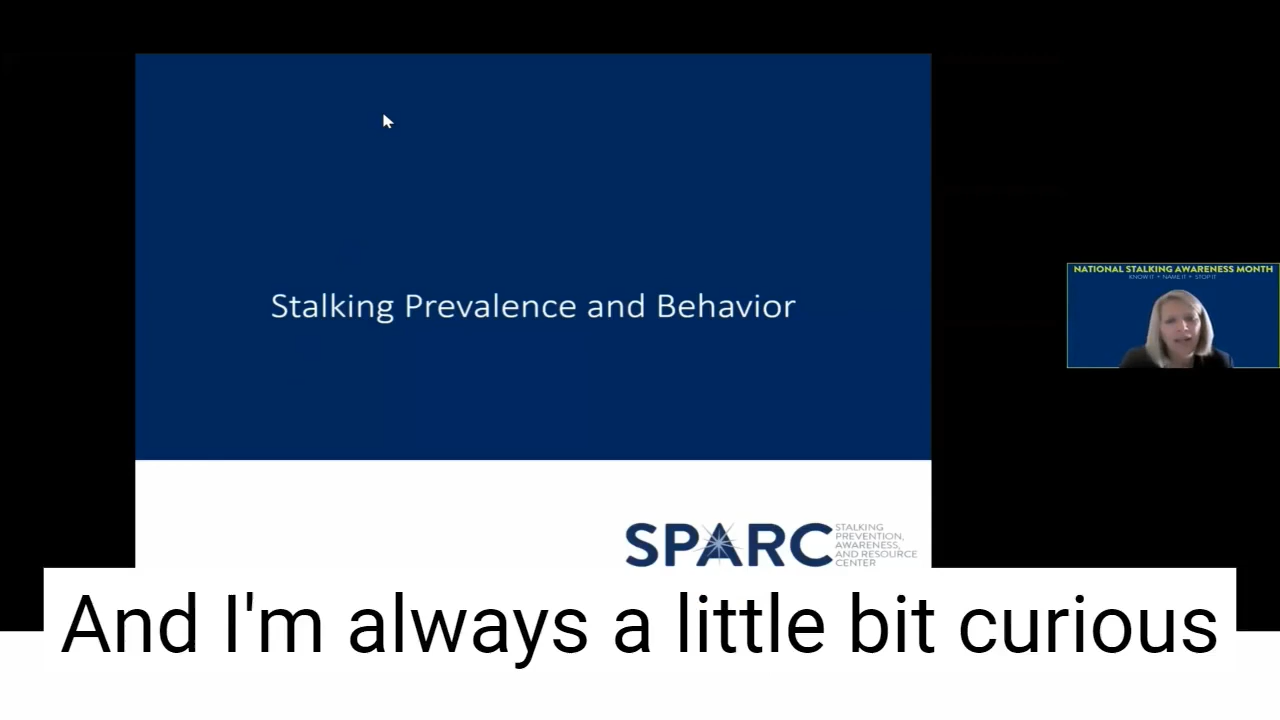 NATIONAL STALKING AWARENESS MONTH
KNOW IT • NAME IT • STOP IT
Stalking Prevalence and Behavior
SPARC
STALKING
PREVENTION,
AWARENESS,
AND RESOURCE
CENTER
And I'm always a little bit curious